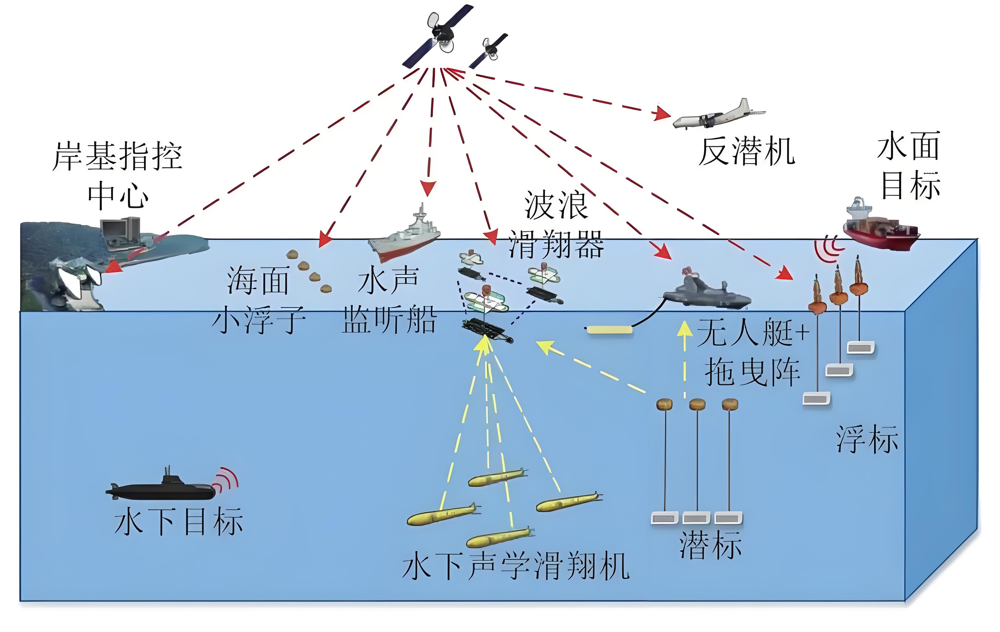 岸基指控
中心
反潜机
水面
目标
波浪
滑翔器
海面
小浮子
水声
监听船
无人艇+
拖曳阵
浮标
水下目标
潜标
水下声学滑翔机